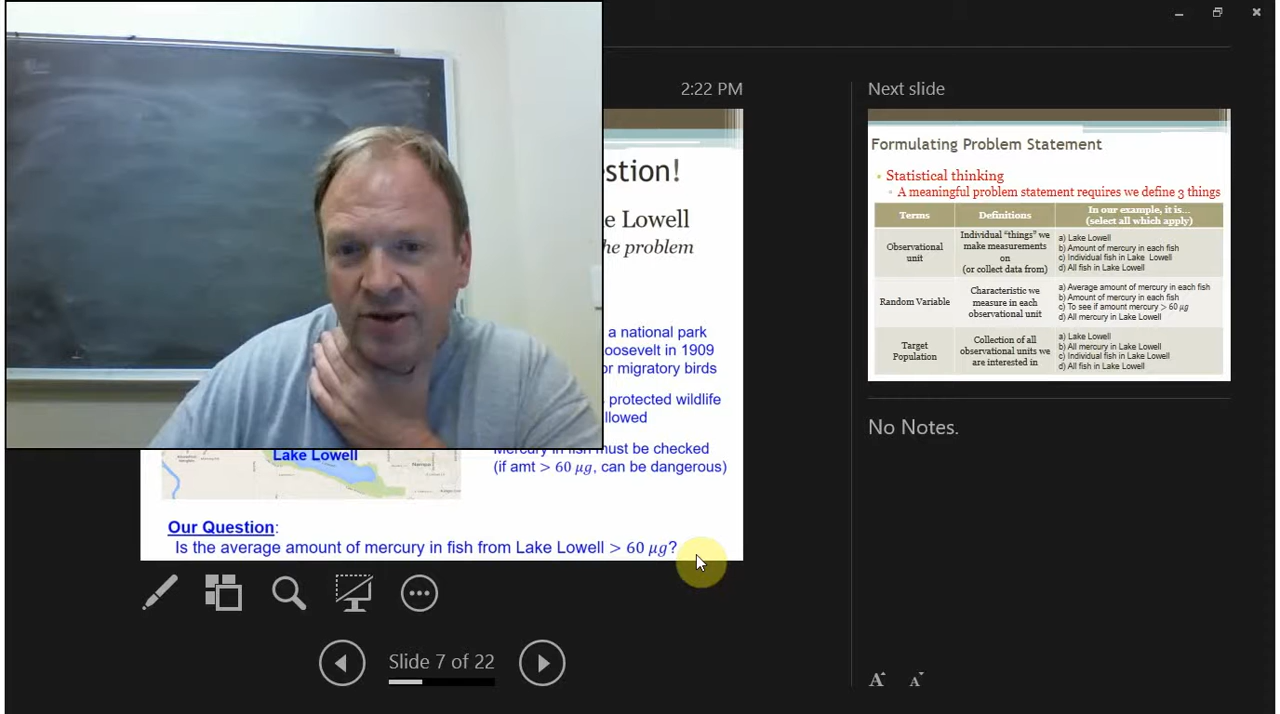 2:22 PM
stion!
e Lowell
he problem
a national park
oosevelt in 1909
or migratory birds
protected wildlife
llowed
Mercury in fish must be checked
(if amt > 60 𝜇𝑔, can be dangerous)
Lake Lowell
Nampa
Our Question:
Is the average amount of mercury in fish from Lake Lowell > 60 𝜇𝑔?
Slide 7 of 22
Next slide
Formulating Problem Statement
• Statistical thinking
▫ A meaningful problem statement requires we define 3 things
Terms
Definitions
In our example, it is...
(select all which apply)
Observational
unit
Individual “things” we
make measurements
on
(or collect data from)
a) Lake Lowell
b) Amount of mercury in each fish
c) Individual fish in Lake Lowell
d) All fish in Lake Lowell
Random Variable
Characteristic we
measure in each
observational unit
a) Average amount of mercury in each fish
b) Amount of mercury in each fish
c) To see if amount mercury > 60 𝜇𝑔
d) All mercury in Lake Lowell
Target
Population
Collection of all
observational units we
are interested in
a) Lake Lowell
b) All mercury in Lake Lowell
c) Individual fish in Lake Lowell
d) All fish in Lake Lowell
No Notes.
A A